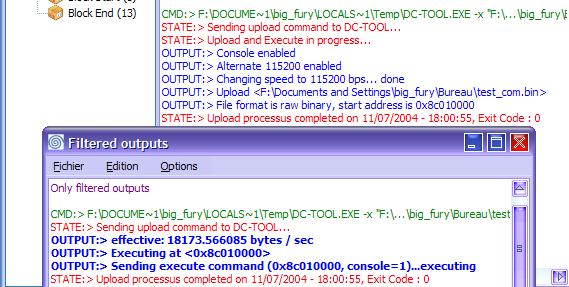 Block End (13)
CMD:> F:\DOCUME~1\big_fury\LOCALS~1\Temp\DC-TOOL.EXE -x "F:\...\big_fury\B
STATE:> Sending upload command to DC-TOOL...
STATE:> Upload and Execute in progress...
OUTPUT:> Console enabled
OUTPUT:> Alternate 115200 enabled
OUTPUT:> Changing speed to 115200 bps... done
OUTPUT:> Upload <F:\Documents and Settings\big_fury\Bureau\test_com.bin>
OUTPUT:> File format is raw binary, start address is 0x8c010000
STATE:> Upload processus completed on 11/07/2004 - 18:00:55, Exit Code : 0
Filtered outputs
Fichier Edition Options
Only filtered outputs
CMD:> F:\DOCUME~1\big_fury\LOCALS~1\Temp\DC-TOOL.EXE -x "F:\...\big_fury\Bureau\test
STATE:> Sending upload command to DC-TOOL...
OUTPUT:> effective: 18173.566085 bytes / sec
OUTPUT:> Executing at <0x8c010000>
OUTPUT:> Sending execute command (0x8c010000, console=1)...executing
STATE:> Upload processus completed on 11/07/2004 - 18:00:55, Exit Code : 0